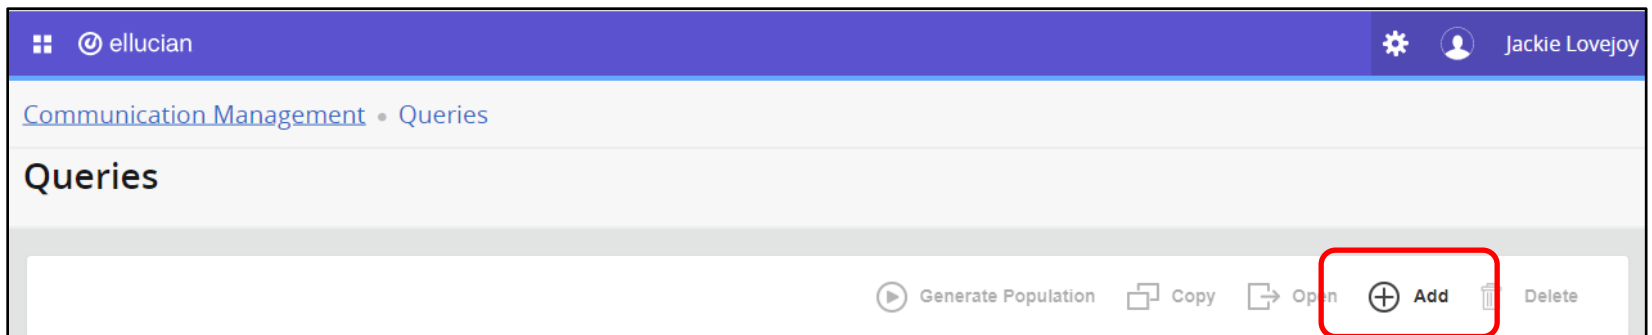 ellucian Jackie Lovejoy
Communication Management • Queries
Queries
Generate Population Copy Open Add Delete